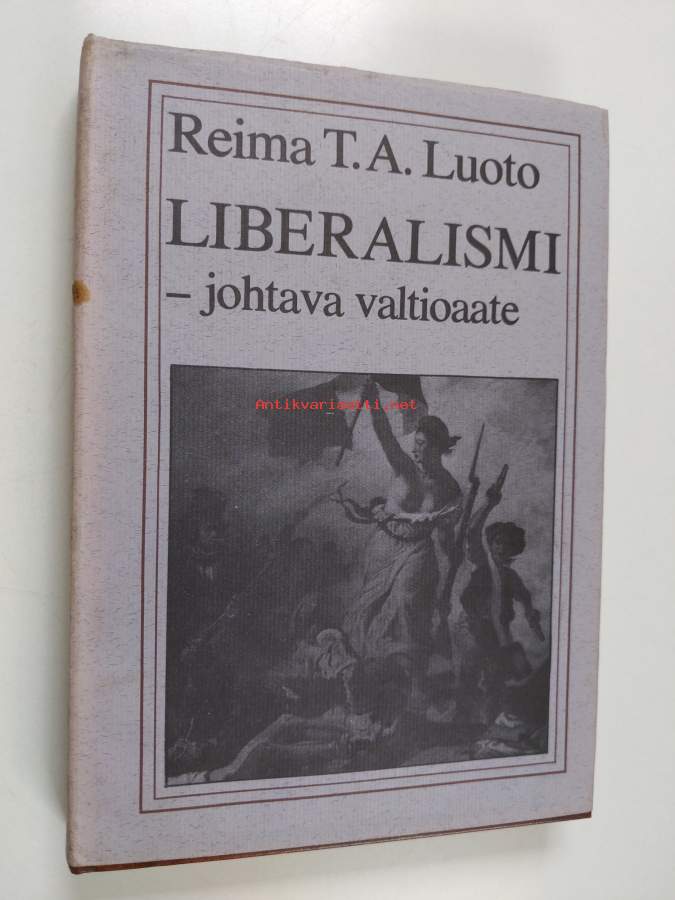 Reima T. A. Luoto
LIBERALISMI
– johtava valtioaate
Antikvariaatti.net